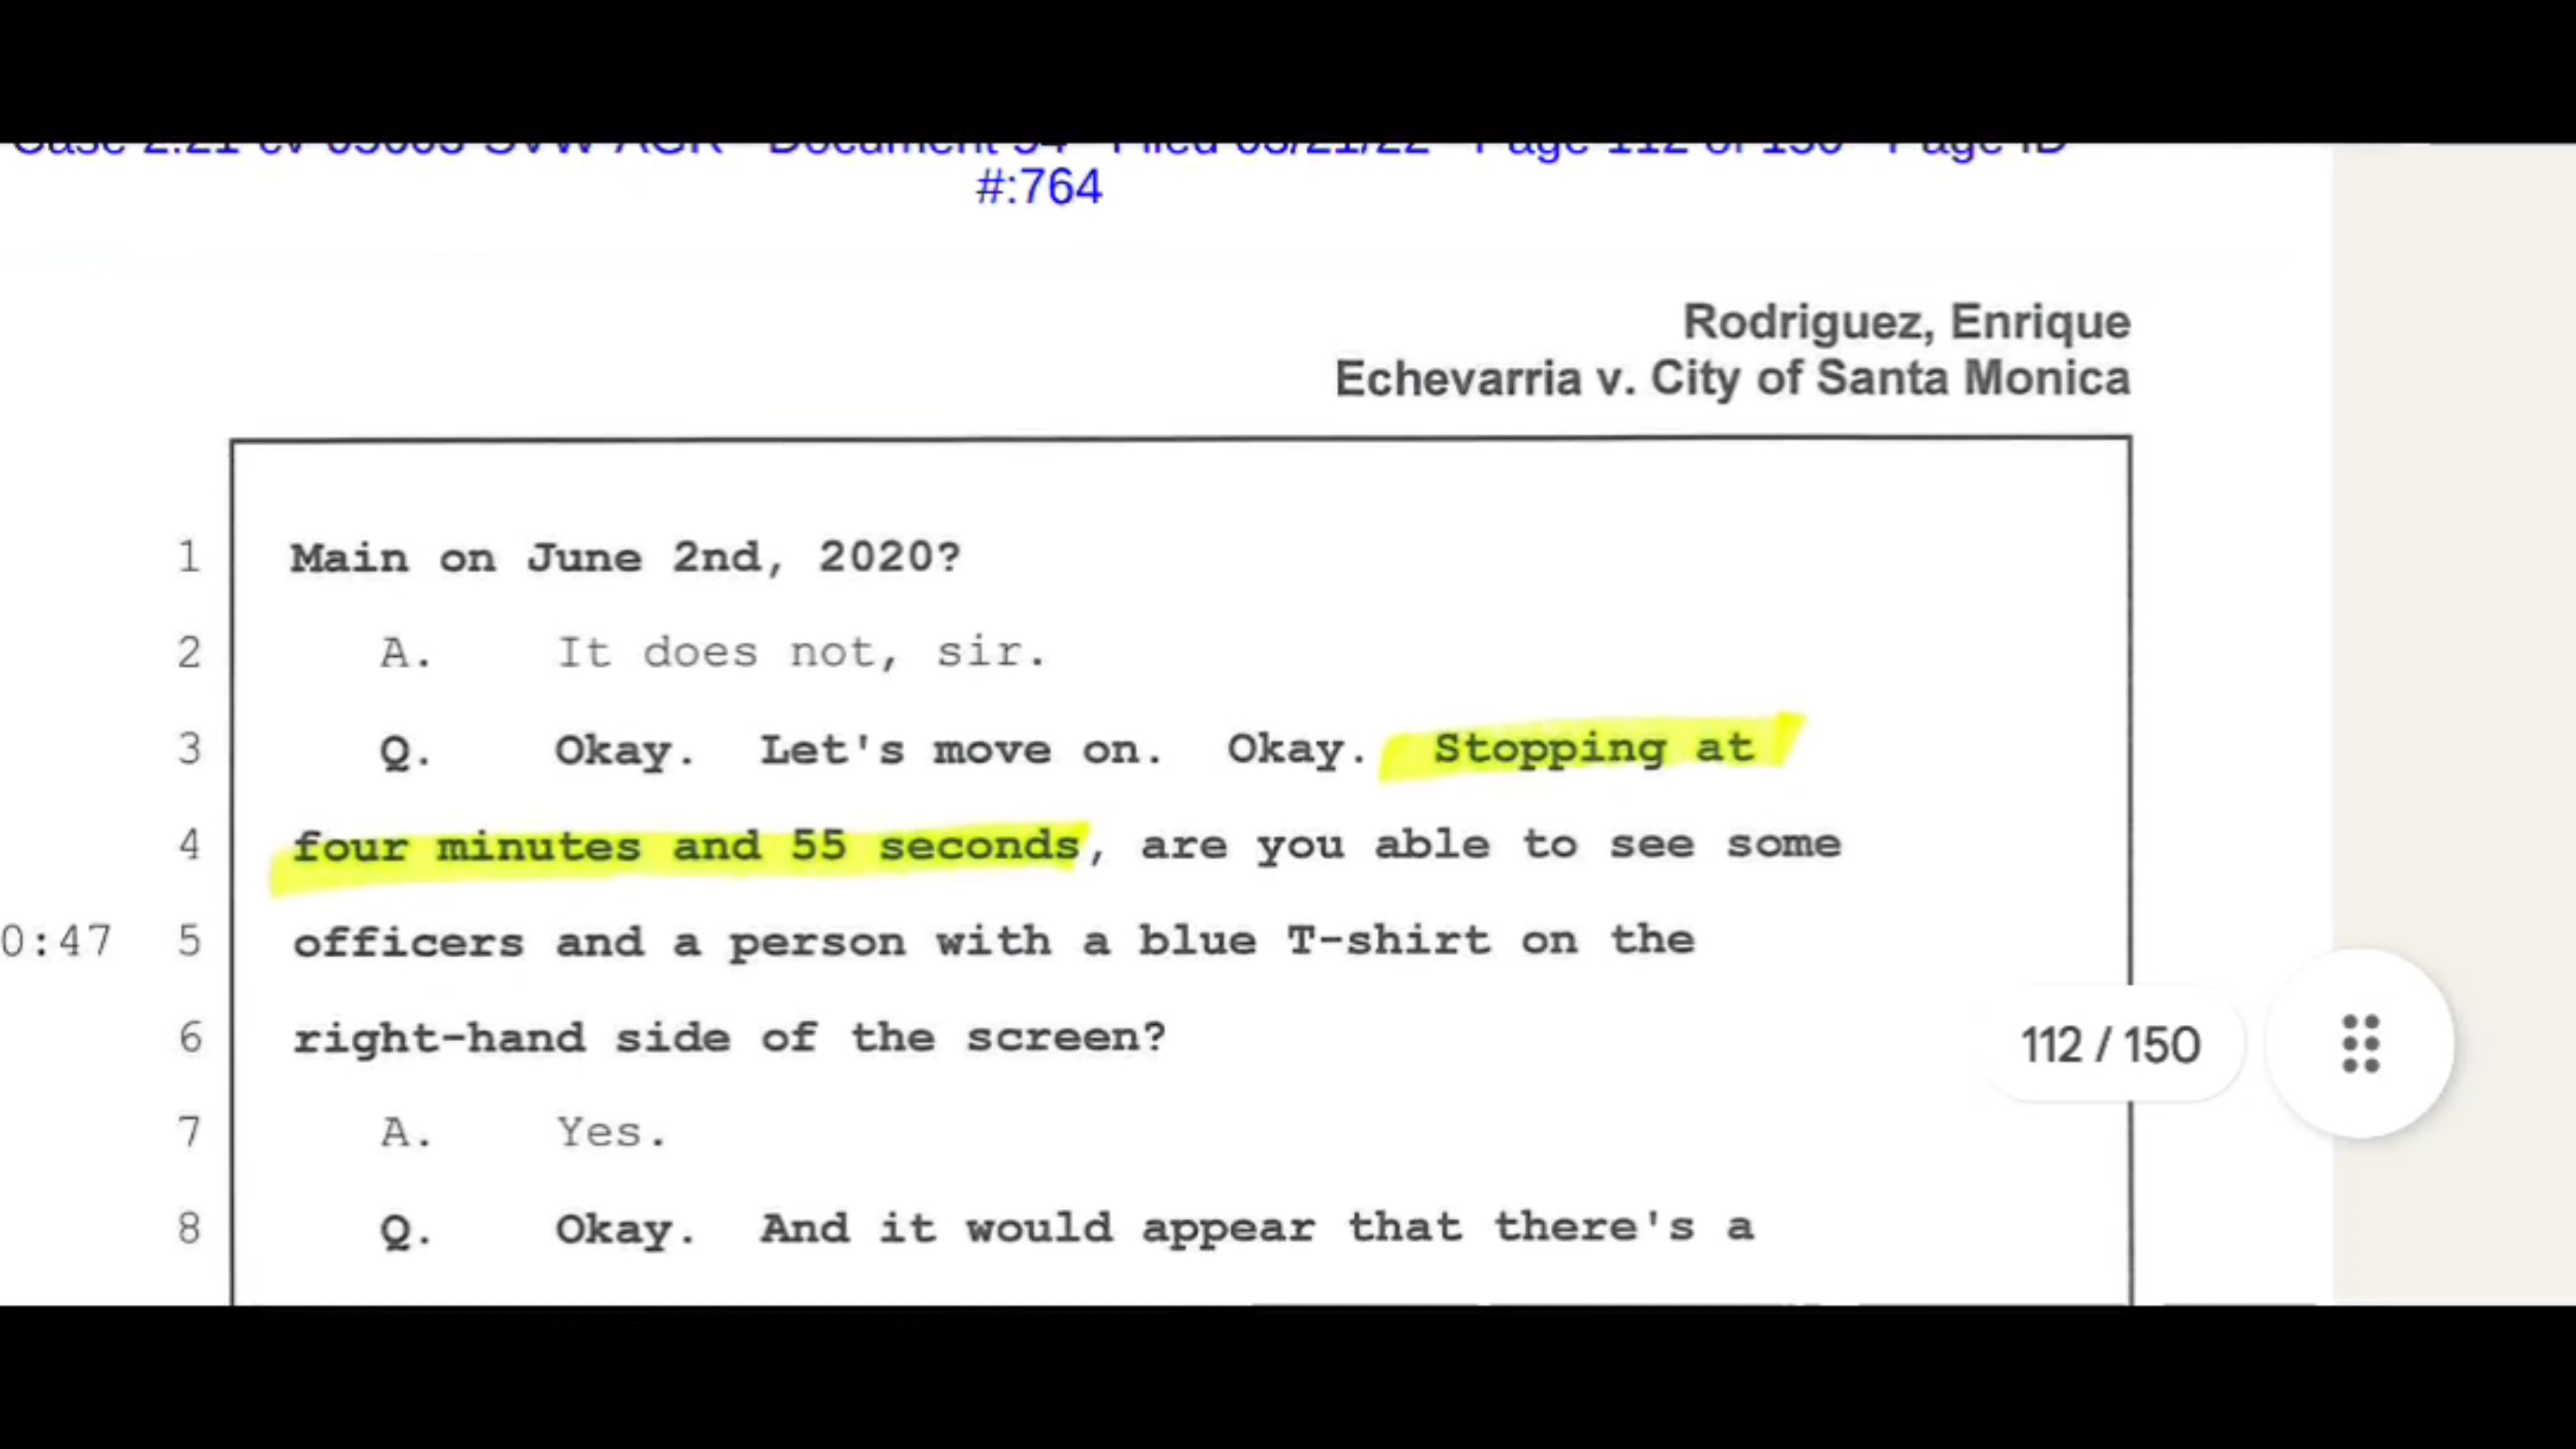 #:764
Rodriguez, Enrique
Echevarria v. City of Santa Monica
1 Main on June 2nd, 2020?
2 A. It does not, sir.
3 Q. Okay. Let's move on. Okay. Stopping at
4 four minutes and 55 seconds, are you able to see some
0:47 5 officers and a person with a blue T-shirt on the
6 right-hand side of the screen?
112 / 150
7 A. Yes.
8 Q. Okay. And it would appear that there's a